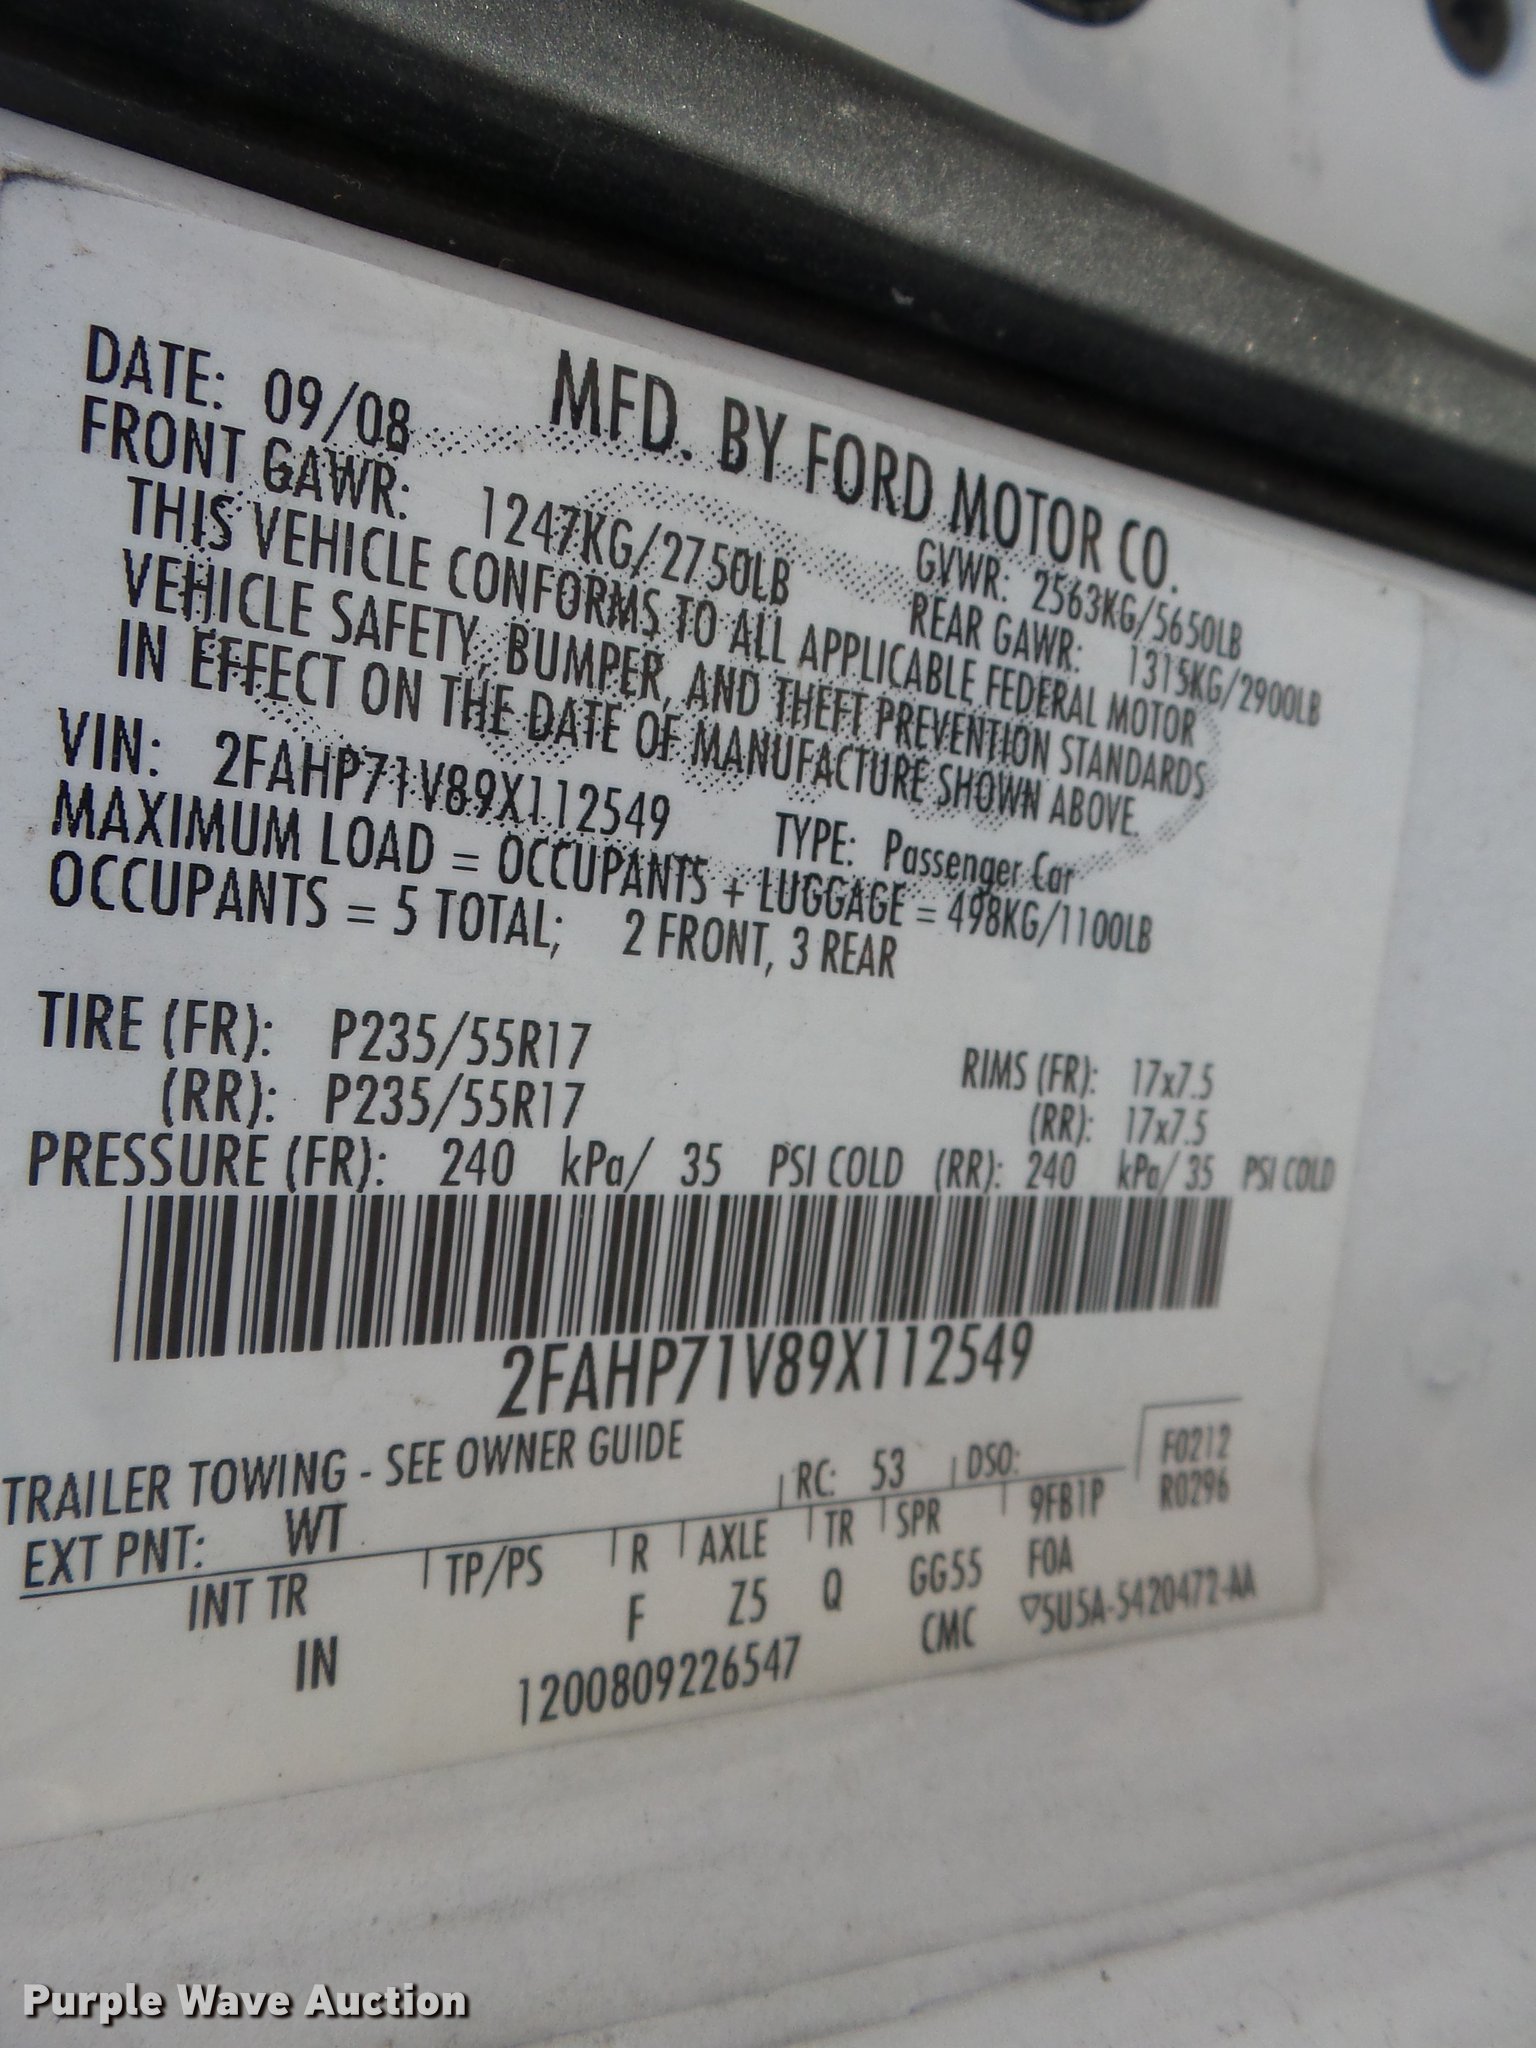 MFD. BY FORD MOTOR CO.
DATE: 09/08 GVWR: 2563KG/5650LB
FRONT GAWR: 1247KG/2750LB REAR GAWR: 1315KG/2900LB
THIS VEHICLE CONFORMS TO ALL APPLICABLE FEDERAL MOTOR
VEHICLE SAFETY, BUMPER, AND THEFT PREVENTION STANDARDS
IN EFFECT ON THE DATE OF MANUFACTURE SHOWN ABOVE.
VIN: 2FAHP71V89X112549 TYPE: Passenger Car
MAXIMUM LOAD = OCCUPANTS + LUGGAGE = 498KG/1100LB
OCCUPANTS = 5 TOTAL; 2 FRONT, 3 REAR
TIRE (FR): P235/55R17 RIMS (FR): 17x7.5
(RR): P235/55R17 (RR): 17x7.5
PRESSURE (FR): 240 kPa/ 35 PSI COLD (RR): 240 kPa/ 35 PSI COLD
2FAHP71V89X112549
TRAILER TOWING - SEE OWNER GUIDE
EXT PNT: WT RC: 53 DSO: F0212
INT TR TP/PS R AXLE TR SPR 9FB1P R0296
IN F Z5 Q GG55 F0A
1200809226547 CMC ▽5U5A-5420472-AA
Purple Wave Auction